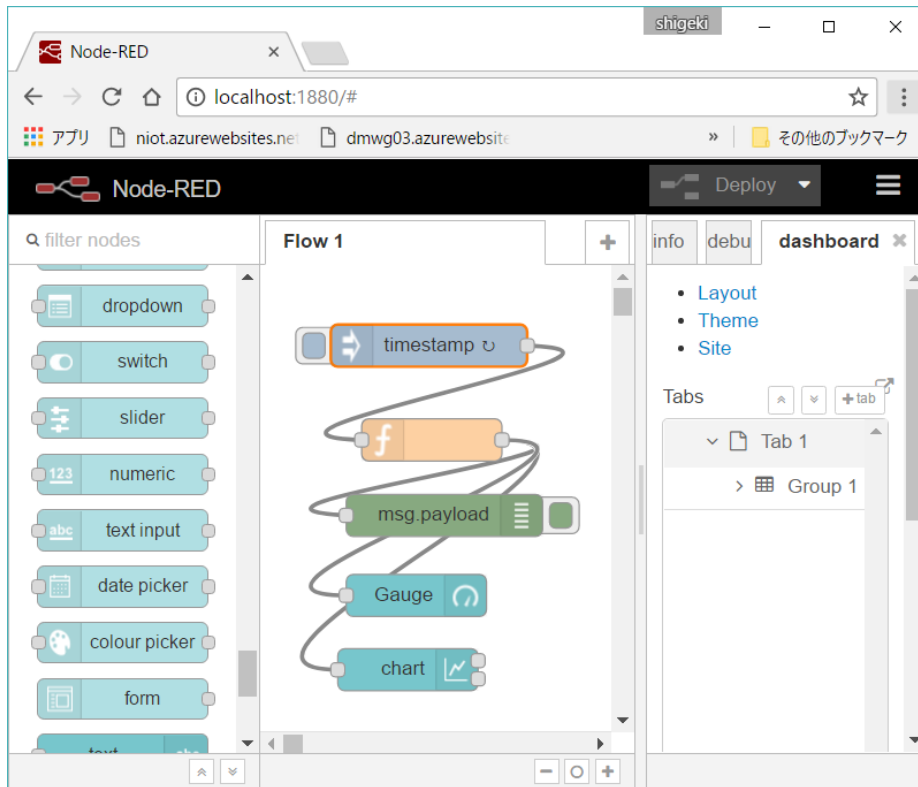 shigeki
Node-RED
localhost:1880/#
アプリ
niot.azurewebsites.net
dmwg03.azurewebsite
»
その他のブックマーク
Node-RED
Deploy
filter nodes
Flow 1
info
debu
dashboard
dropdown
switch
slider
123 numeric
abc text input
date picker
colour picker
form
text abc
timestamp ↻
f
msg.payload
Gauge
chart
Layout
Theme
Site
Tabs
+tab
Tab 1
Group 1